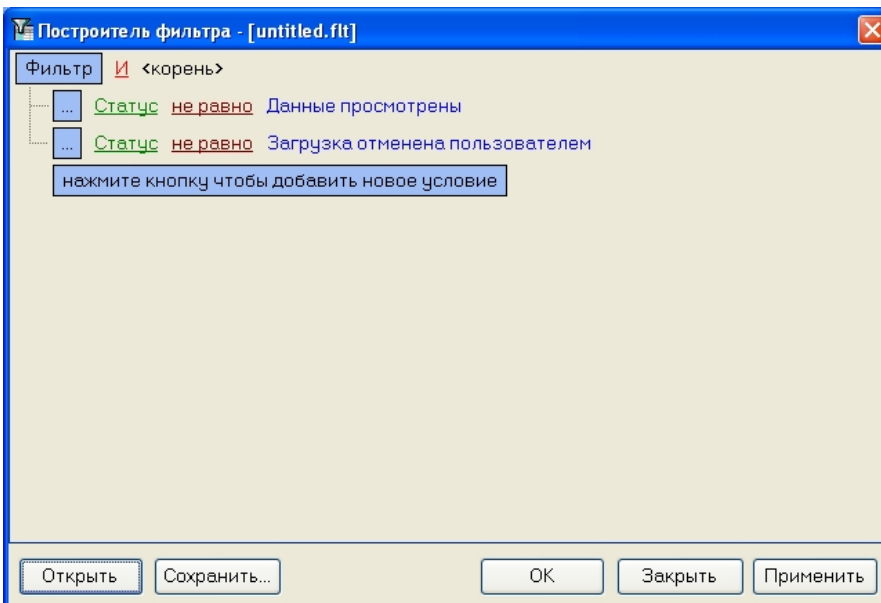 Построитель фильтра - [untitled.flt]
Фильтр И <корень>
... Статус не равно Данные просмотрены
... Статус не равно Загрузка отменена пользователем
нажмите кнопку чтобы добавить новое условие
Открыть Сохранить... OK Закрыть Применить